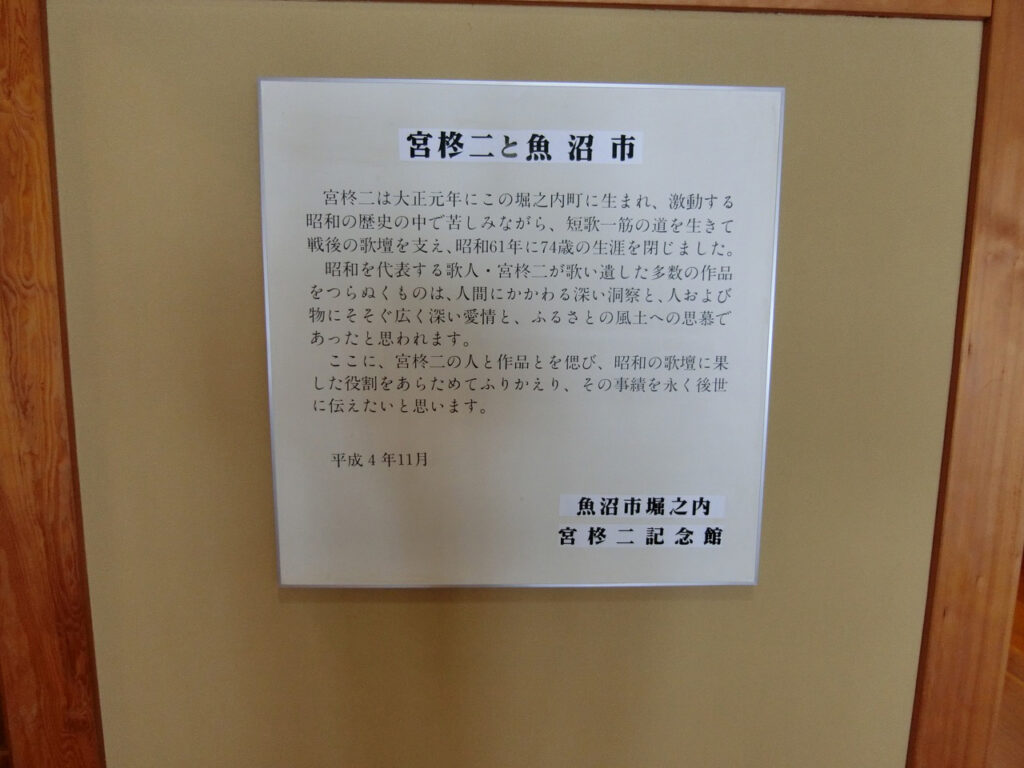 宮柊二と魚沼市
宮柊二は大正元年にこの堀之内町に生まれ、激動する
昭和の歴史の中で苦しみながら、短歌一筋の道を生きて
戦後の歌壇を支え、昭和61年に74歳の生涯を閉じました。
昭和を代表する歌人・宮柊二が歌い遺した多数の作品
をつらぬくものは、人間にかかわる深い洞察と、人および
物にそそぐ広く深い愛情と、ふるさとの風土への思慕で
あったと思われます。
ここに、宮柊二の人と作品とを偲び、昭和の歌壇に果
した役割をあらためてふりかえり、その事績を永く後世
に伝えたいと思います。
平成4年11月
魚沼市堀之内
宮柊二記念館